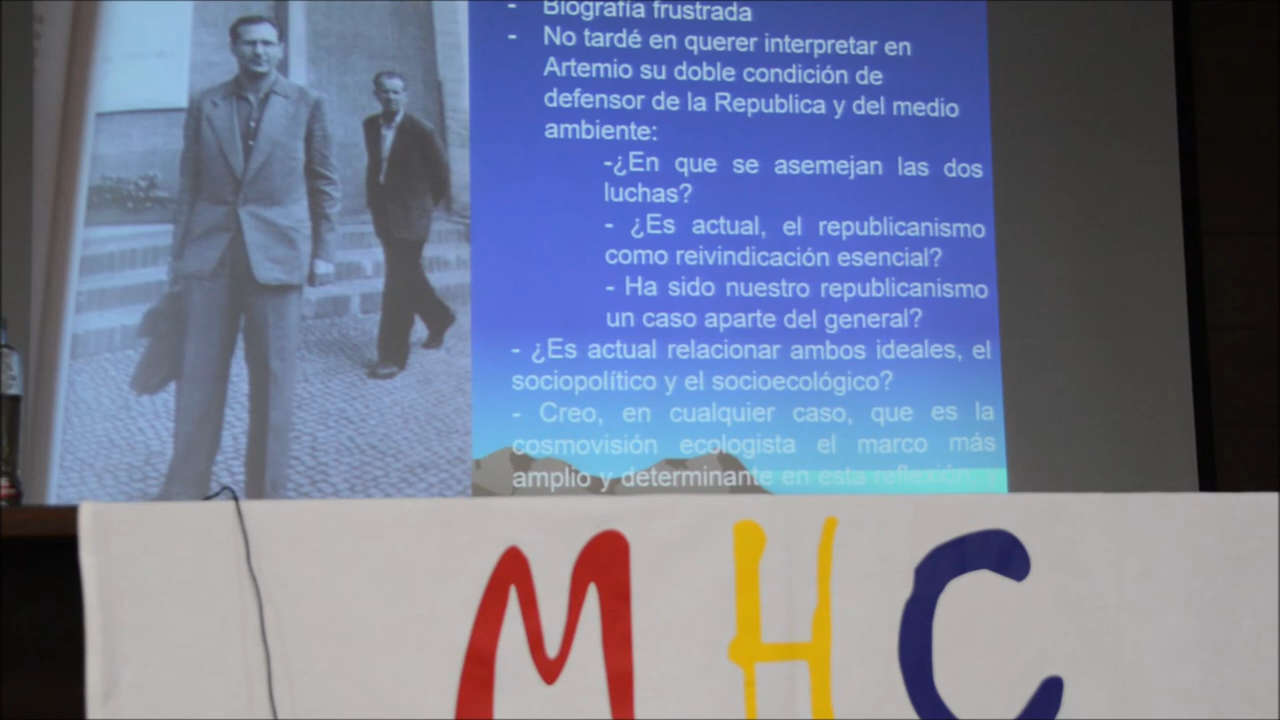 - Biografía frustrada
- No tardé en querer interpretar en
Artemio su doble condición de
defensor de la Republica y del medio
ambiente:
-¿En que se asemejan las dos
luchas?
- ¿Es actual, el republicanismo
como reivindicación esencial?
- Ha sido nuestro republicanismo
un caso aparte del general?
- ¿Es actual relacionar ambos ideales, el
sociopolítico y el socioecológico?
- Creo, en cualquier caso, que es la
cosmovisión ecologista el marco más
amplio y determinante en esta reflexión, y
MHC